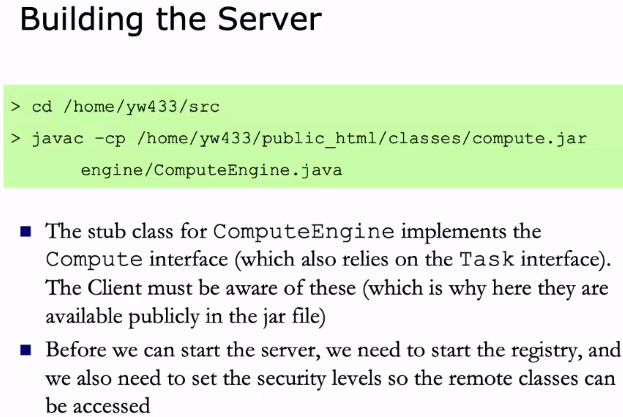 Building the Server
> cd /home/yw433/src
> javac –cp /home/yw433/public_html/classes/compute.jar
engine/ComputeEngine.java
■ The stub class for ComputeEngine implements the
Compute interface (which also relies on the Task interface).
The Client must be aware of these (which is why here they are
available publicly in the jar file)
■ Before we can start the server, we need to start the registry, and
we also need to set the security levels so the remote classes can
be accessed